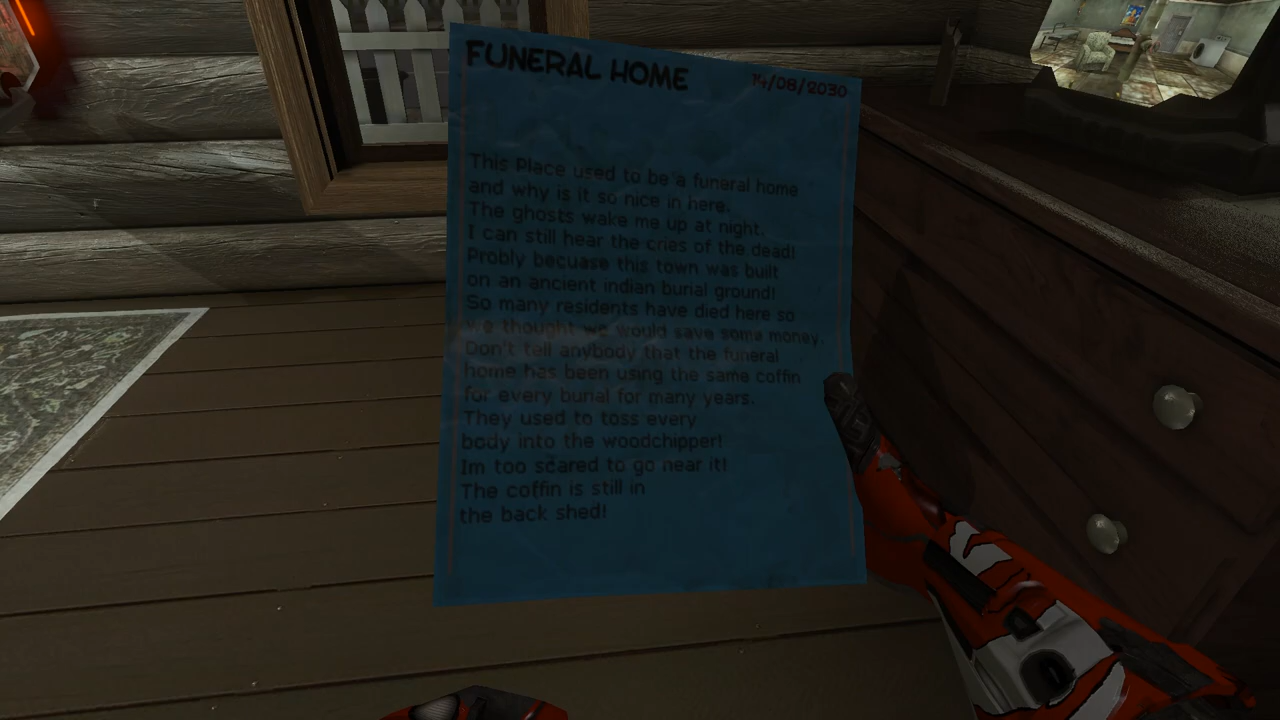 FUNERAL HOME
14/08/2030
This Place used to be a funeral home
and why is it so nice in here.
The ghosts wake me up at night.
I can still hear the cries of the dead!
Probly becuase this town was built
on an ancient indian burial ground!
So many residents have died here so
we thought we would save some money.
Don't tell anybody that the funeral
home has been using the same coffin
for every burial for many years.
They used to toss every
body into the woodchipper!
Im too scared to go near it!
The coffin is still in
the back shed!